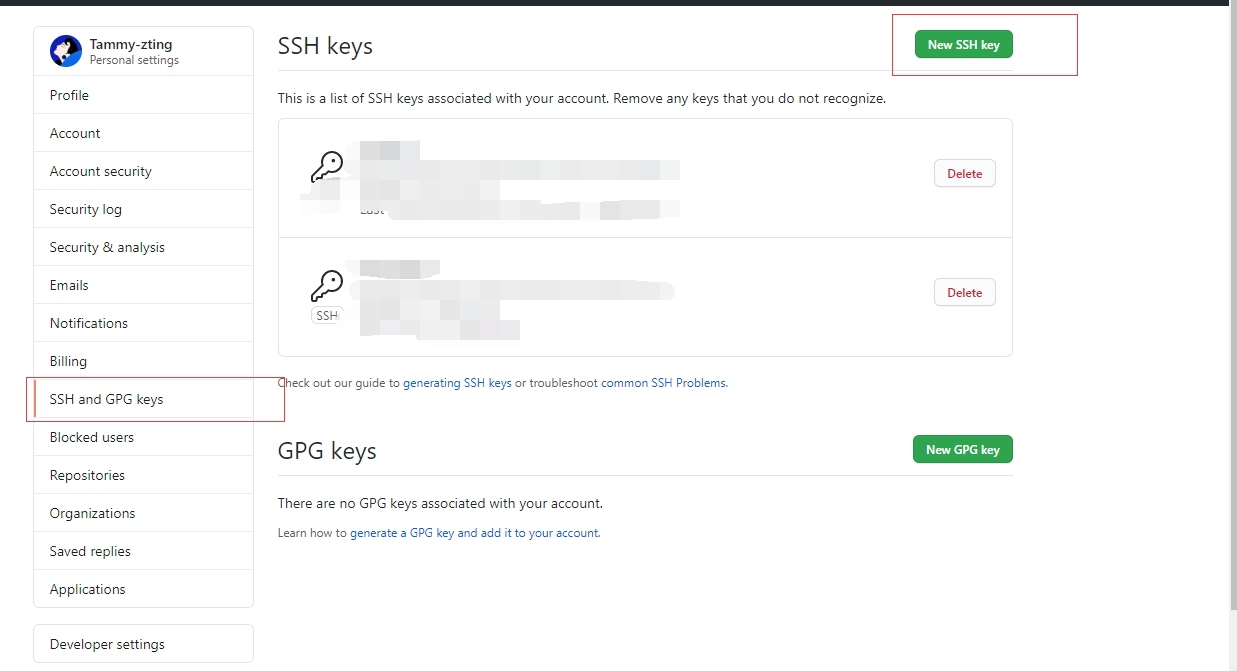 Tammy-zting
Personal settings
Profile
Account
Account security
Security log
Security & analysis
Emails
Notifications
Billing
SSH and GPG keys
Blocked users
Repositories
Organizations
Saved replies
Applications
Developer settings
SSH keys
New SSH key
This is a list of SSH keys associated with your account. Remove any keys that you do not recognize.
Last
Delete
SSH
Delete
Check out our guide to generating SSH keys or troubleshoot common SSH Problems.
GPG keys
New GPG key
There are no GPG keys associated with your account.
Learn how to generate a GPG key and add it to your account.